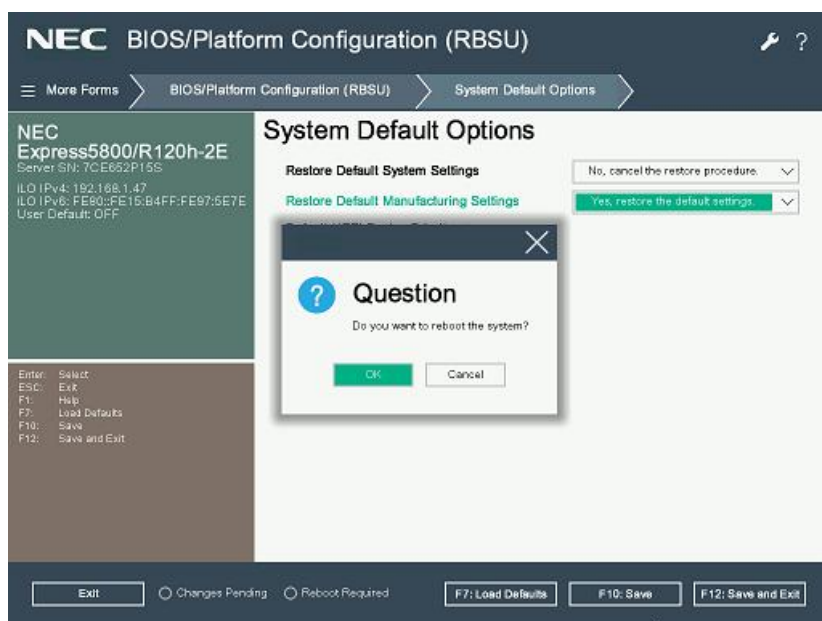 NEC BIOS/Platform Configuration (RBSU)
?
More Forms BIOS/Platform Configuration (RBSU) System Default Options
NEC
Express5800/R120h-2E
Server SN: 7CE652P15S
iLO IPv4: 192.168.1.47
iLO IPv6: FE80::FE15:B4FF:FE97:5E7E
User Default: OFF
System Default Options
Restore Default System Settings No, cancel the restore procedure.
Restore Default Manufacturing Settings Yes, restore the default settings.
?
Question
Do you want to reboot the system?
OK Cancel
Enter: Select
ESC: Exit
F1: Help
F7: Load Defaults
F10: Save
F12: Save and Exit
Exit Changes Pending Reboot Required F7: Load Defaults F10: Save F12: Save and Exit